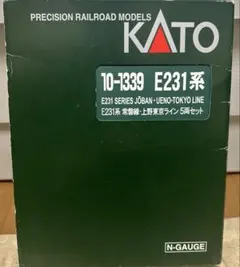 PRECISION RAILROAD MODELS
KATO
10-1339 E231系
E231 SERIES JŌBAN・UENO-TOKYO LINE
E231系 常磐線・上野東京ライン 5両セット
N-GAUGE